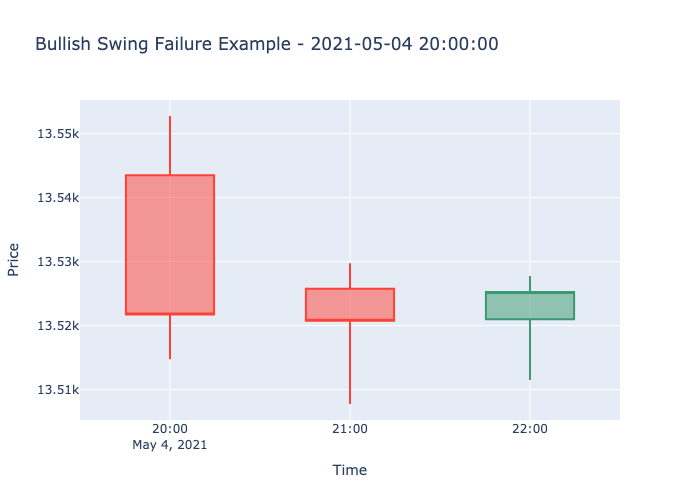 Bullish Swing Failure Example - 2021-05-04 20:00:00
13.55k
13.54k
13.53k
13.52k
13.51k
Price
20:00
May 4, 2021
21:00
22:00
Time